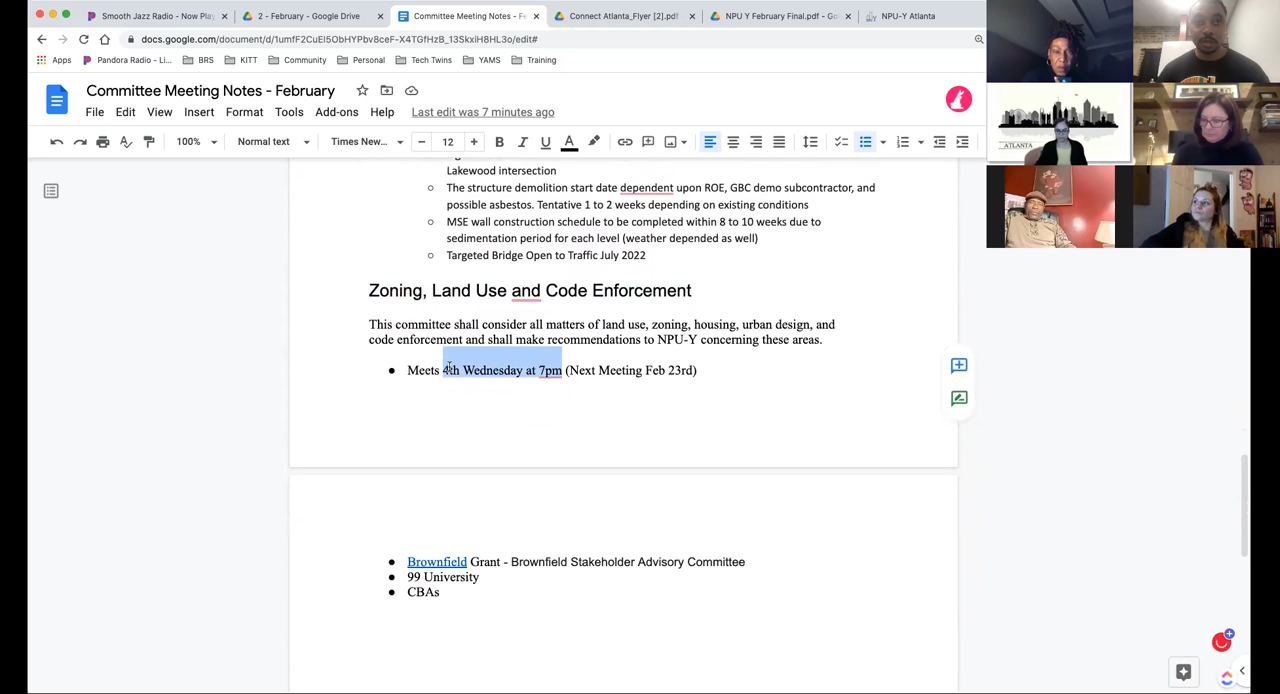 Smooth Jazz Radio - Now Play
2 - February - Google Drive
Committee Meeting Notes - Fe
Connect Atlanta_Flyer [2].pdf
NPU Y February Final.pdf - Go
NPU-Y Atlanta
docs.google.com/document/d/1umfF2CuEl5ObHYPbv8ceF-X4TGfHzB_13SkxiH8HL3o/edit#
Apps
Pandora Radio - Li...
BRS
KITT
Community
Personal
Tech Twins
YAMS
Training
Committee Meeting Notes - February
File Edit View Insert Format Tools Add-ons Help Last edit was 7 minutes ago
100% Normal text Times New... 12 B I U A
Lakewood intersection
○ The structure demolition start date dependent upon ROE, GBC demo subcontractor, and
possible asbestos. Tentative 1 to 2 weeks depending on existing conditions
○ MSE wall construction schedule to be completed within 8 to 10 weeks due to
sedimentation period for each level (weather depended as well)
○ Targeted Bridge Open to Traffic July 2022
Zoning, Land Use and Code Enforcement
This committee shall consider all matters of land use, zoning, housing, urban design, and
code enforcement and shall make recommendations to NPU-Y concerning these areas.
● Meets 4th Wednesday at 7pm (Next Meeting Feb 23rd)
● Brownfield Grant - Brownfield Stakeholder Advisory Committee
● 99 University
● CBAs
ATLANTA